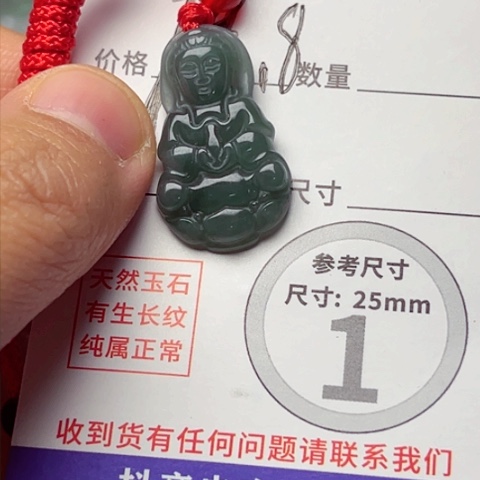 价格 .8 数量
尺寸
参考尺寸
尺寸: 25mm
1
天然玉石
有生长纹
纯属正常
收到货有任何问题请联系我们